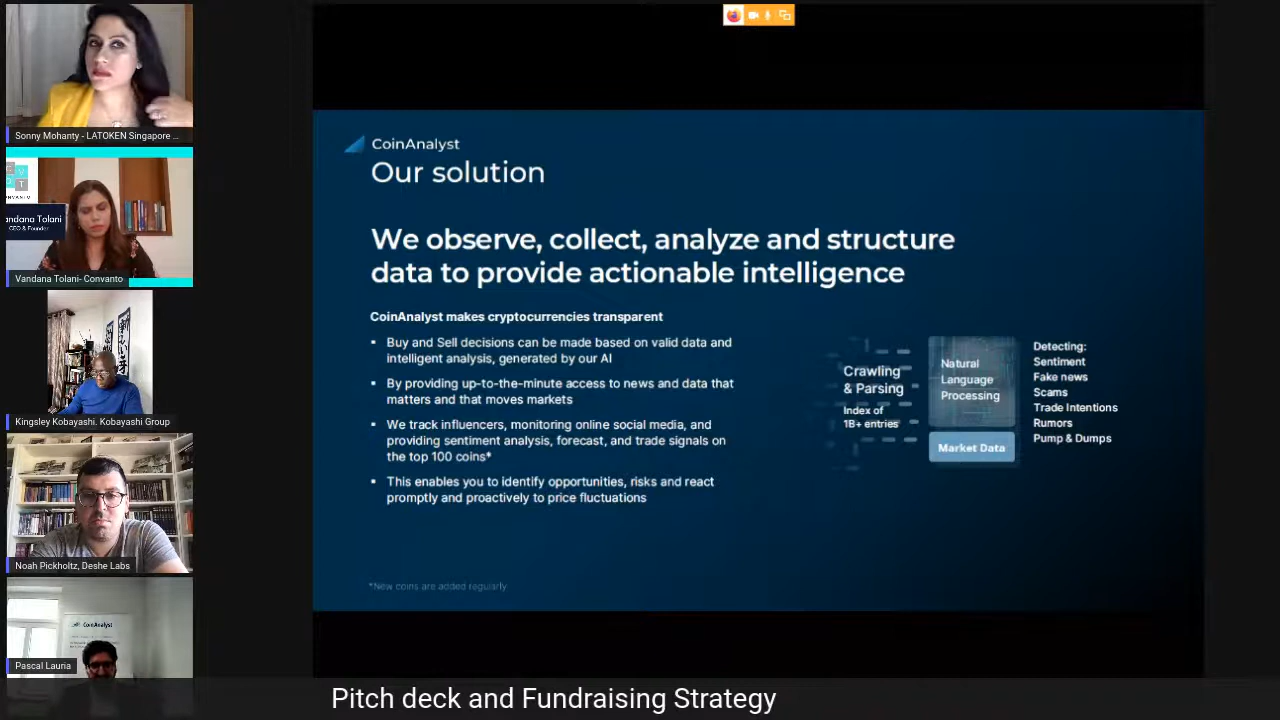 Sonny Mohanty - LATOKEN Singapore ...
andana Tolani
CEO & Founder
Vandana Tolani- Convanto
Kingsley Kobayashi. Kobayashi Group
Noah Pickholtz, Deshe Labs
CoinAnalyst
Pascal Lauria
CoinAnalyst
Our solution
We observe, collect, analyze and structure
data to provide actionable intelligence
CoinAnalyst makes cryptocurrencies transparent
▪ Buy and Sell decisions can be made based on valid data and
intelligent analysis, generated by our AI
▪ By providing up-to-the-minute access to news and data that
matters and that moves markets
▪ We track influencers, monitoring online social media, and
providing sentiment analysis, forecast, and trade signals on
the top 100 coins*
▪ This enables you to identify opportunities, risks and react
promptly and proactively to price fluctuations
Crawling
& Parsing
Index of
1B+ entries
Natural
Language
Processing
Market Data
Detecting:
Sentiment
Fake news
Scams
Trade Intentions
Rumors
Pump & Dumps
*New coins are added regularly
Pitch deck and Fundraising Strategy